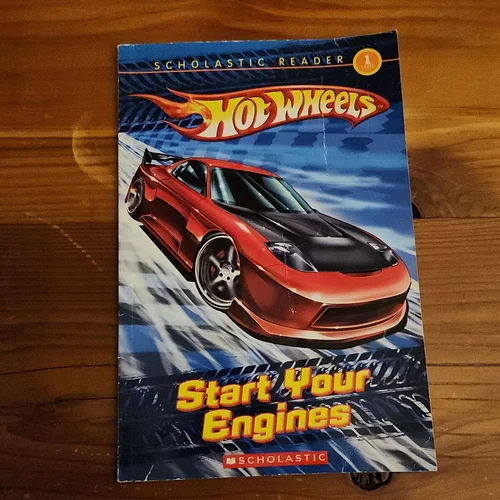 SCHOLASTIC READER 1
HOT WHEELS
Start Your
Engines
SCHOLASTIC